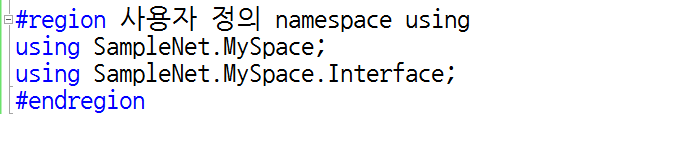 #region 사용자 정의 namespace using
using SampleNet.MySpace;
using SampleNet.MySpace.Interface;
#endregion